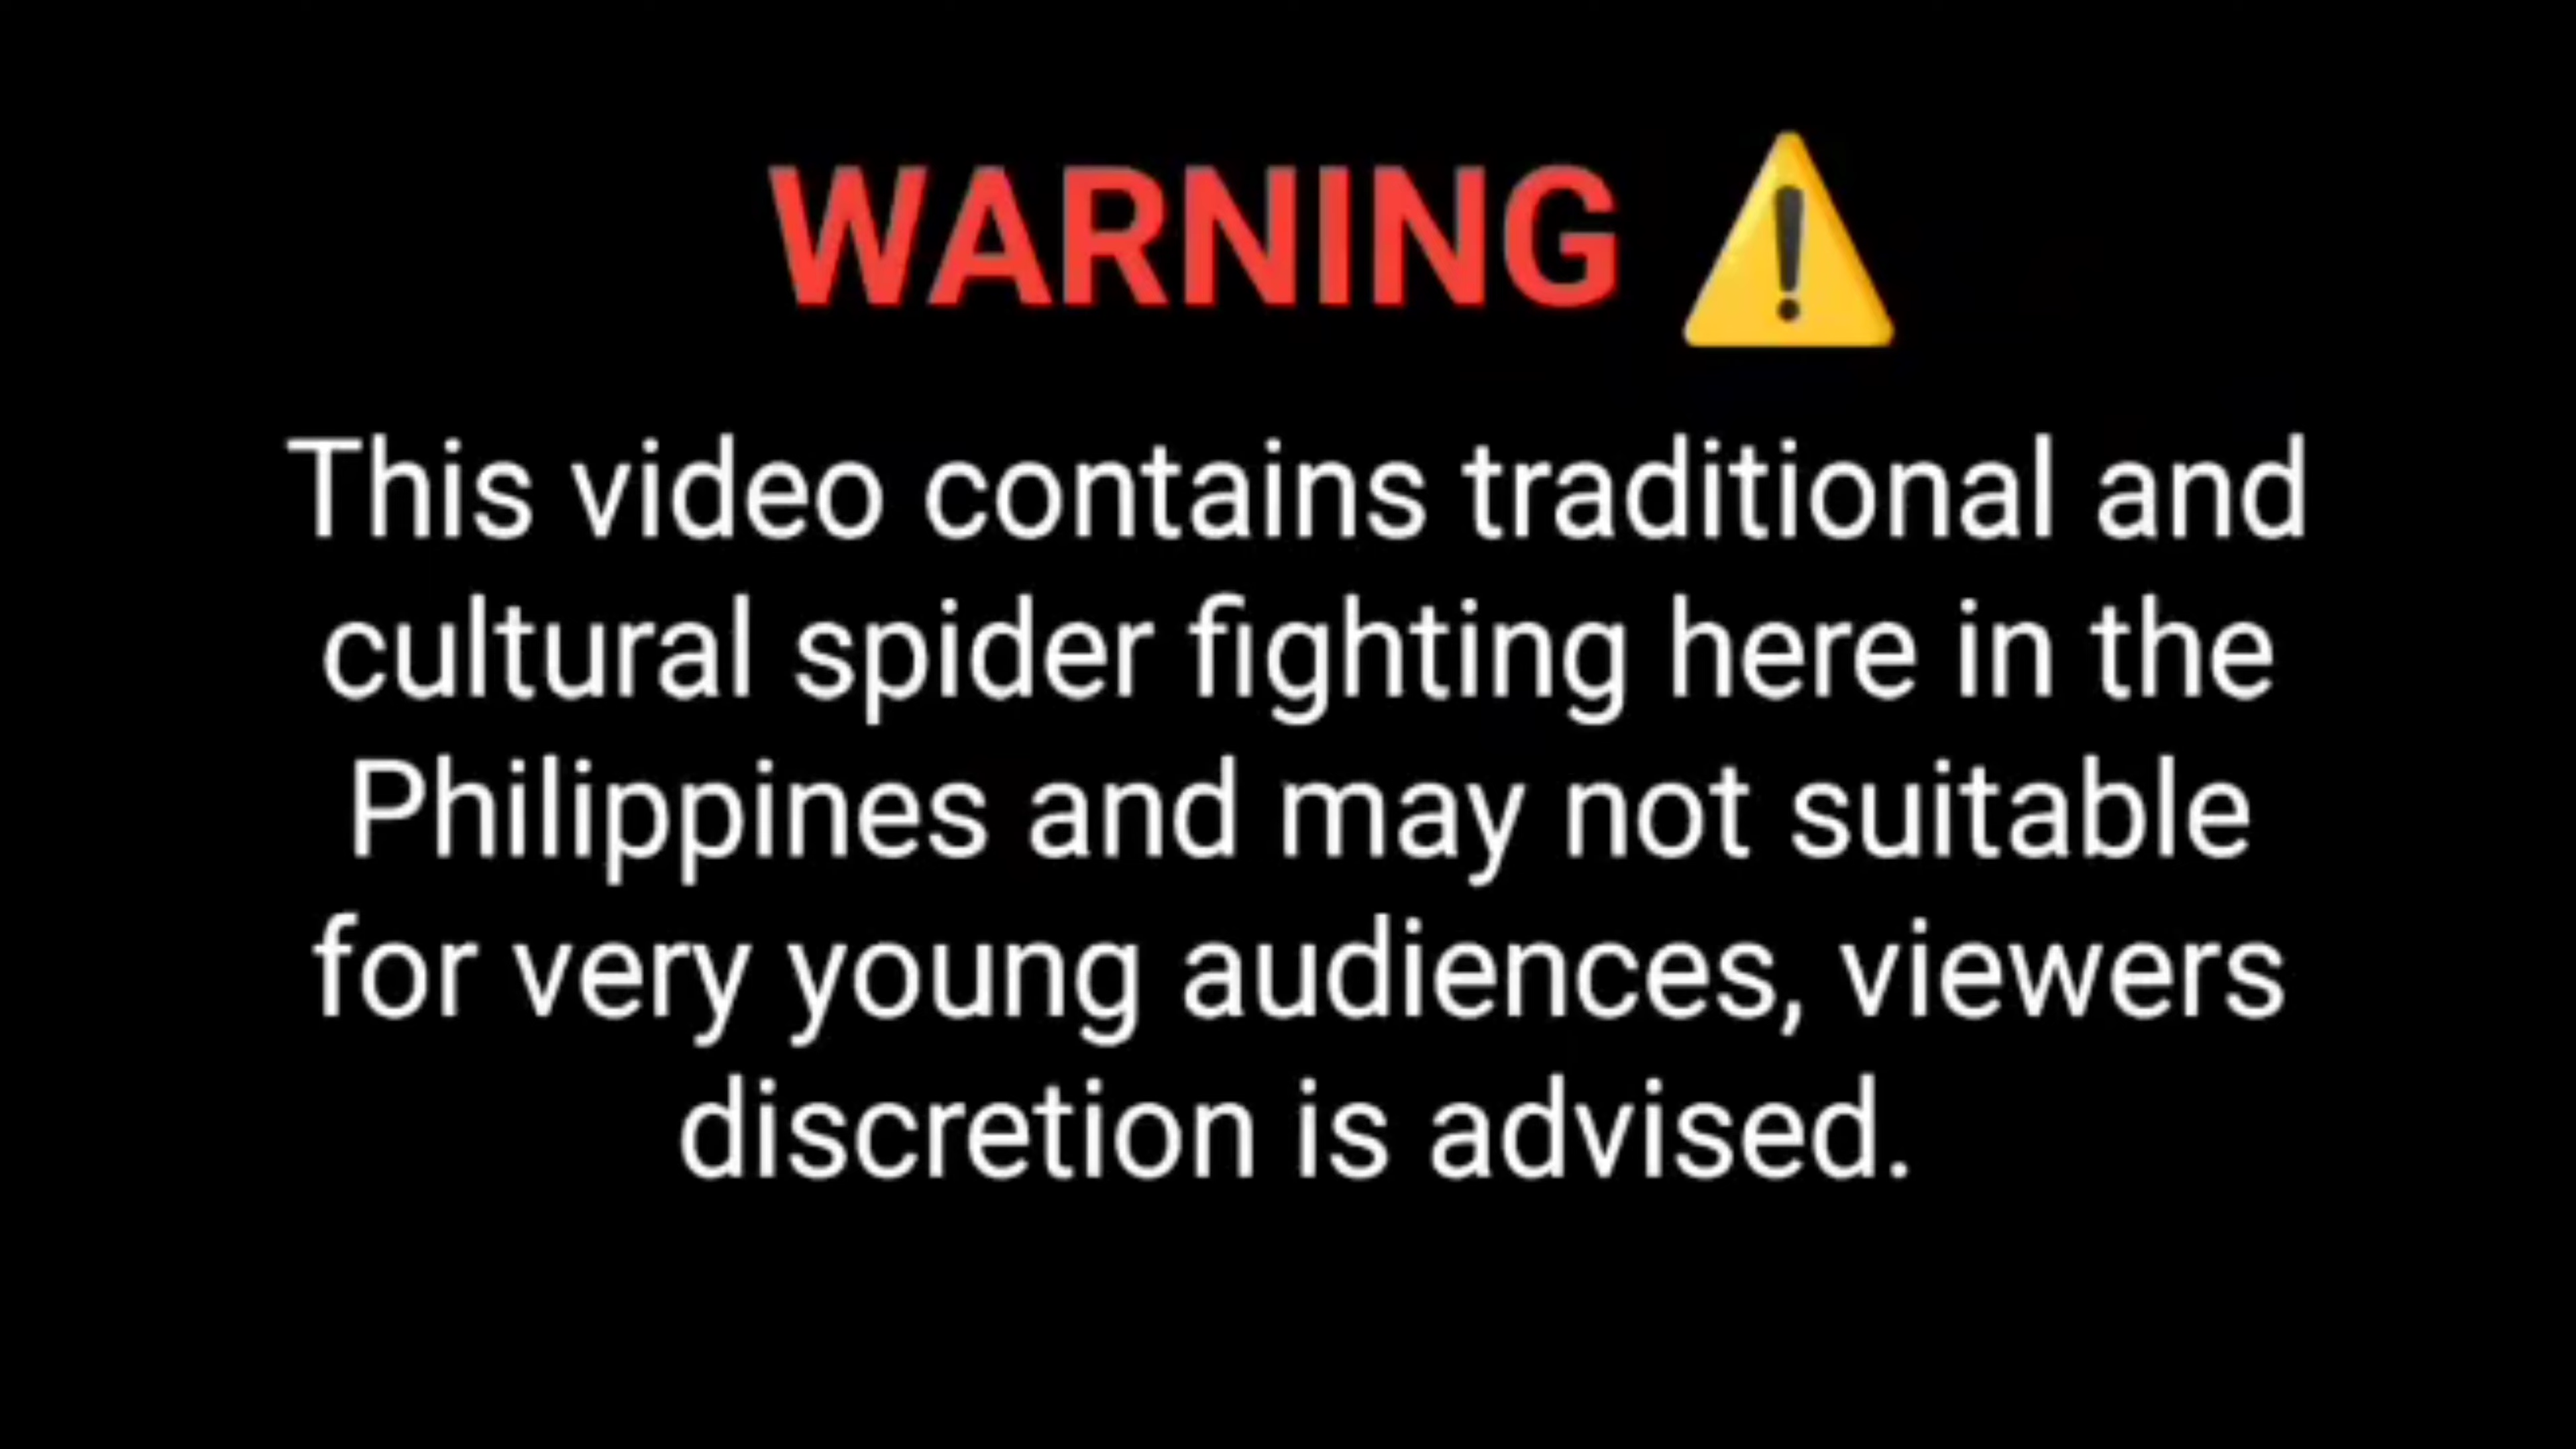 WARNING ⚠️
This video contains traditional and
cultural spider fighting here in the
Philippines and may not suitable
for very young audiences, viewers
discretion is advised.